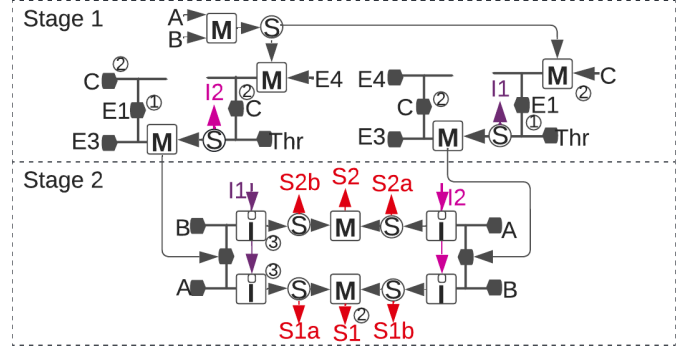 Stage 1
A
B
M
S
C ②
M
E4
E4
M
C
②
I2
②
C
I1
E1
①
C
②
E1
①
E3
M
S
Thr
E3
M
S
Thr
Stage 2
I1
S2b
S2
S2a
I2
B
I
S
M
S
I
A
③
③
A
I
S
M
S
I
B
②
S1a
S1
S1b